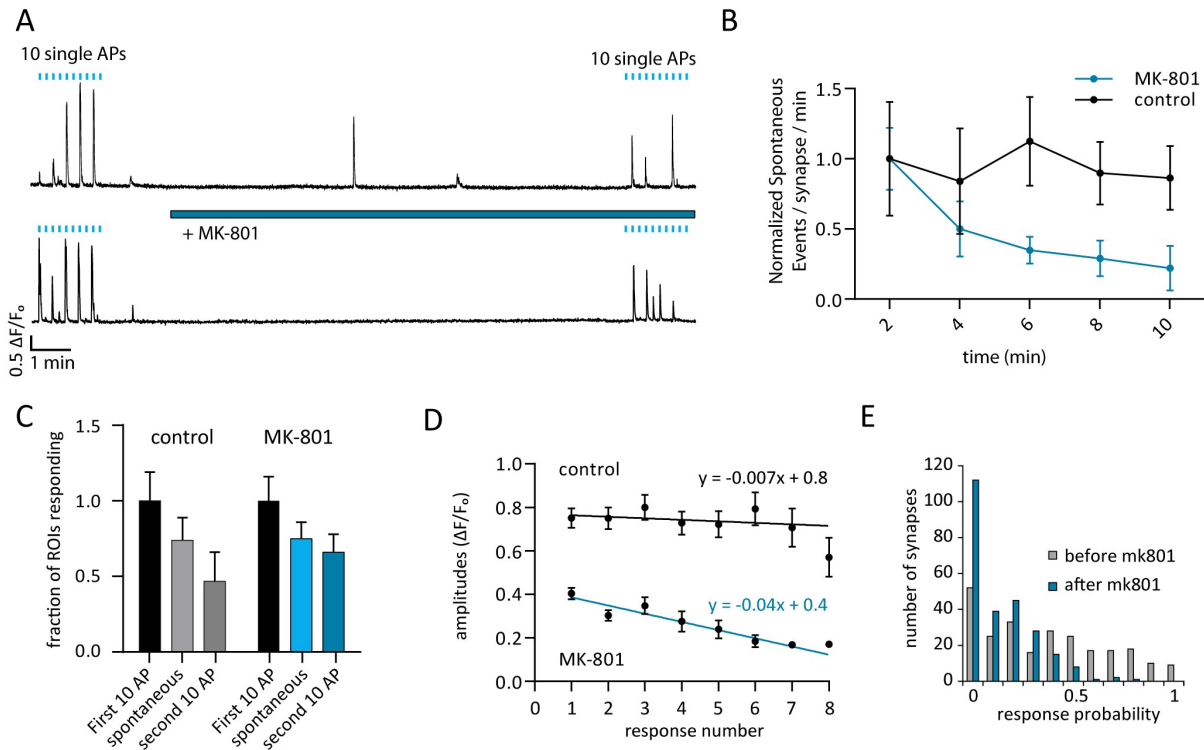 A
10 single APs
10 single APs
+ MK-801
0.5 ΔF/Fₒ
1 min
B
MK-801
control
Normalized Spontaneous
Events / synapse / min
1.5
1.0
0.5
0.0
2
4
6
8
10
time (min)
C
fraction of ROIs responding
1.5
1.0
0.5
0.0
control
MK-801
First 10 AP
spontaneous
second 10 AP
First 10 AP
spontaneous
second 10 AP
D
amplitudes (ΔF/Fₒ)
1.0
0.8
0.6
0.4
0.2
0.0
control
y = -0.007x + 0.8
y = -0.04x + 0.4
MK-801
0
1
2
3
4
5
6
7
8
response number
E
number of synapses
120
100
80
60
40
20
0
before mk801
after mk801
0
0.5
1
response probability